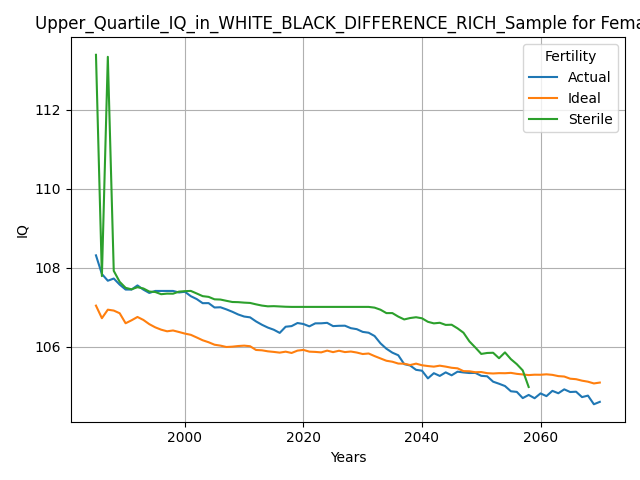 Upper_Quartile_IQ_in_WHITE_BLACK_DIFFERENCE_RICH_Sample for Fema
Fertility
Actual
Ideal
Sterile
112
110
108
106
IQ
2000 2020 2040 2060
Years